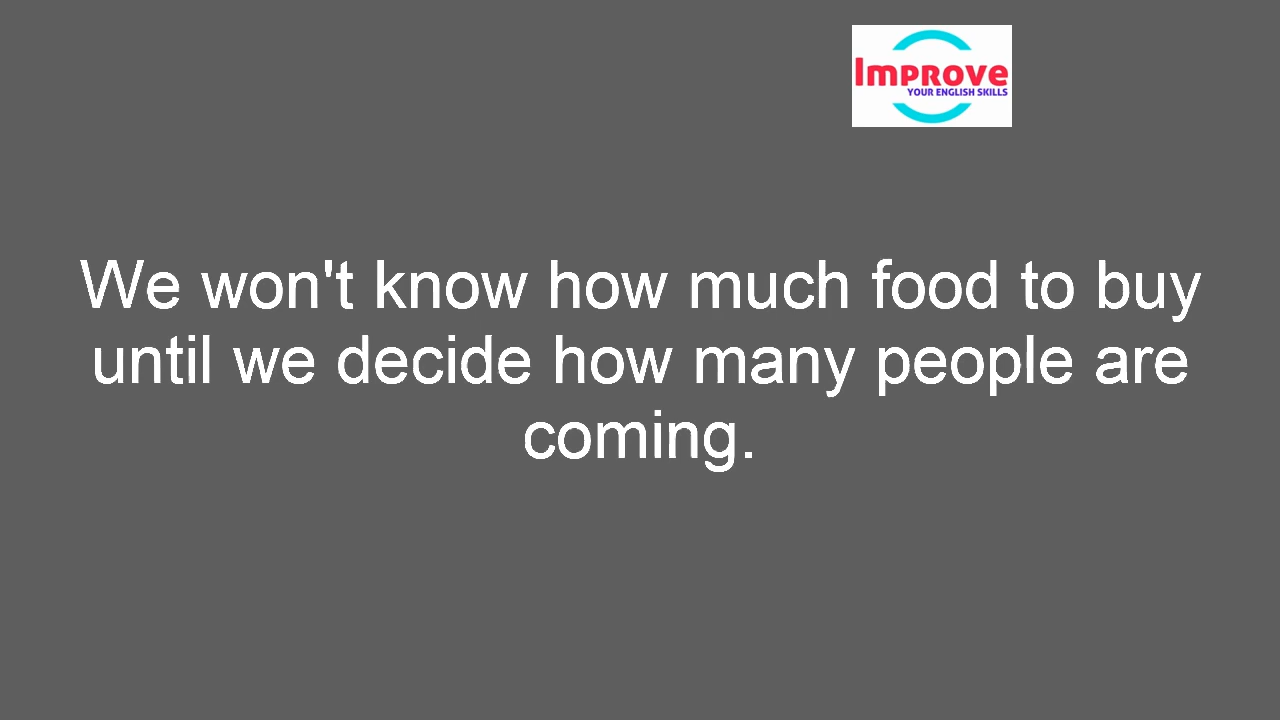 Improve
YOUR ENGLISH SKILLS
We won't know how much food to buy
until we decide how many people are
coming.